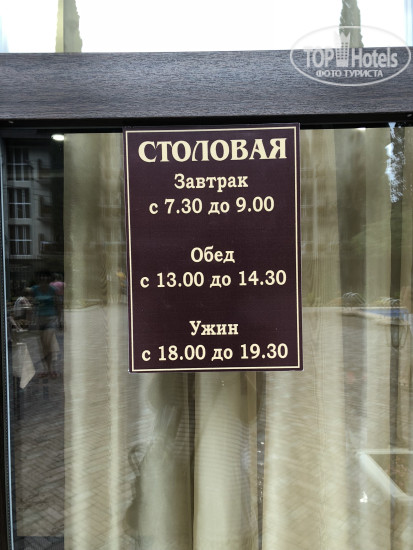 TOP Hotels
ФОТО ТУРИСТА
СТОЛОВАЯ
Завтрак
с 7.30 до 9.00
Обед
с 13.00 до 14.30
Ужин
с 18.00 до 19.30